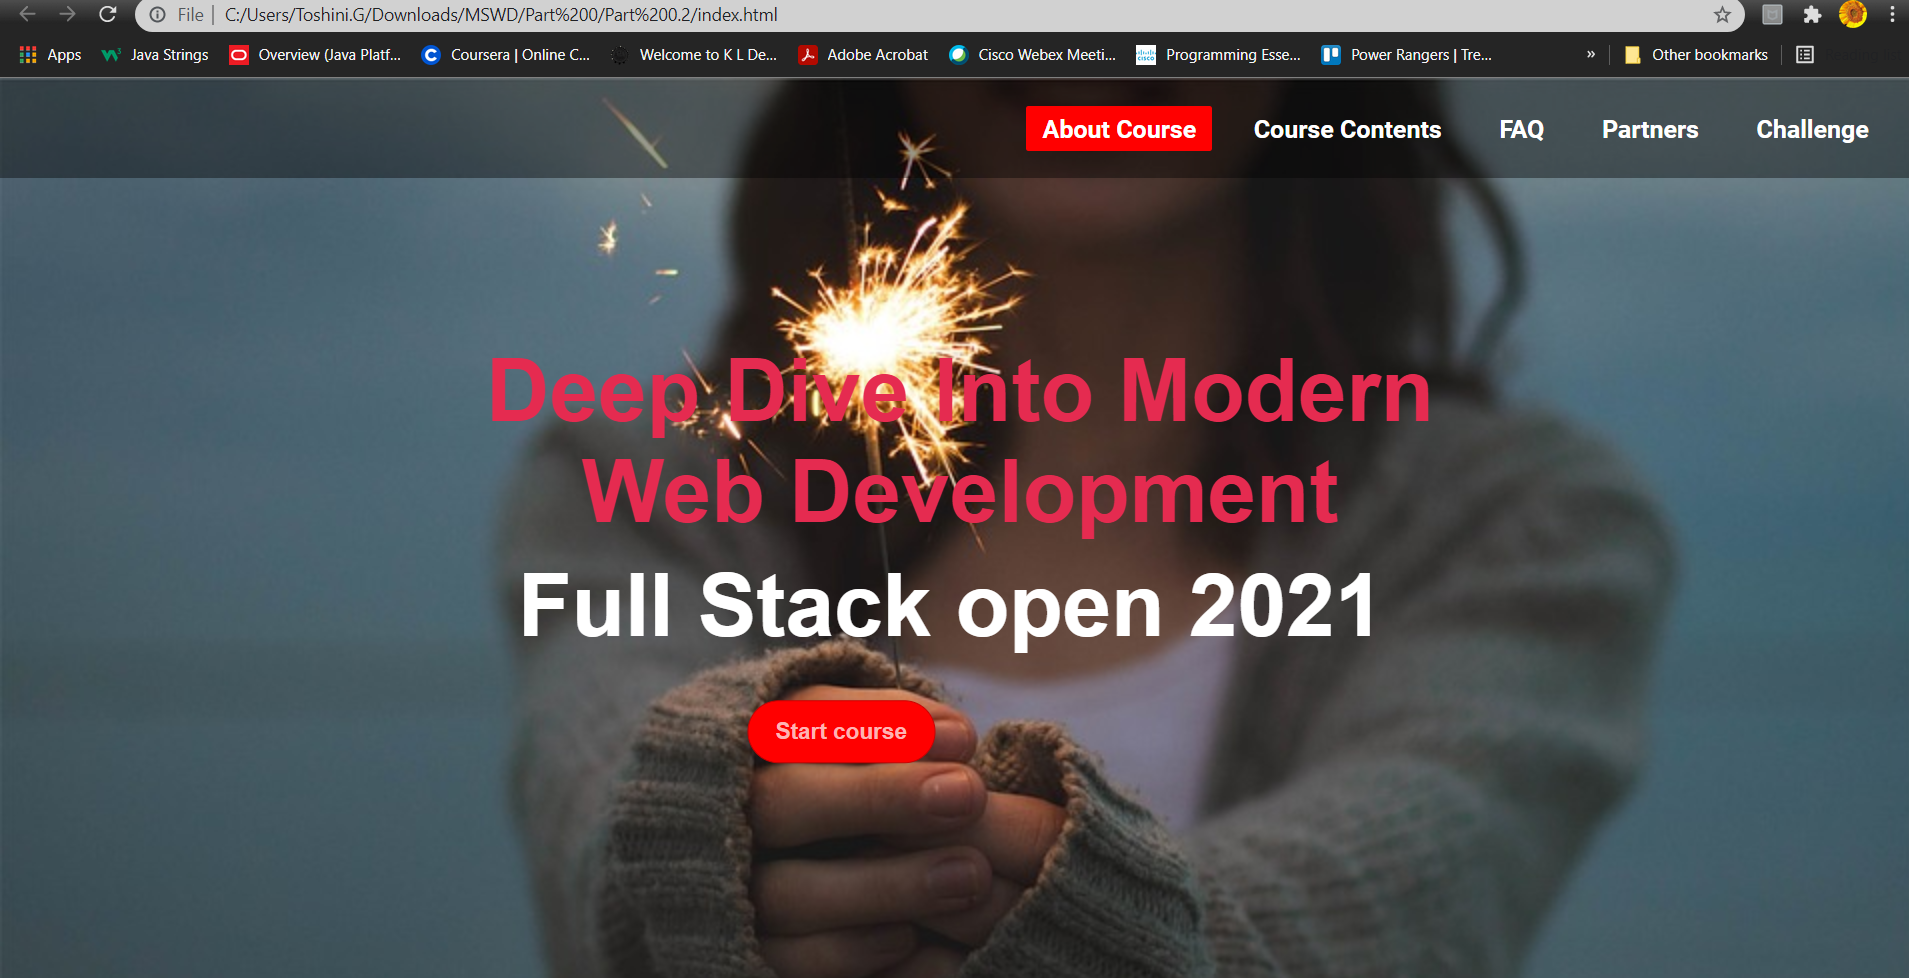 File | C:/Users/Toshini.G/Downloads/MSWD/Part%200/Part%200.2/index.html
Apps Java Strings Overview (Java Platf... Coursera | Online C... Welcome to K L De... Adobe Acrobat Cisco Webex Meeti... Programming Esse... Power Rangers | Tre... » Other bookmarks
About Course Course Contents FAQ Partners Challenge
Deep Dive Into Modern
Web Development
Full Stack open 2021
Start course